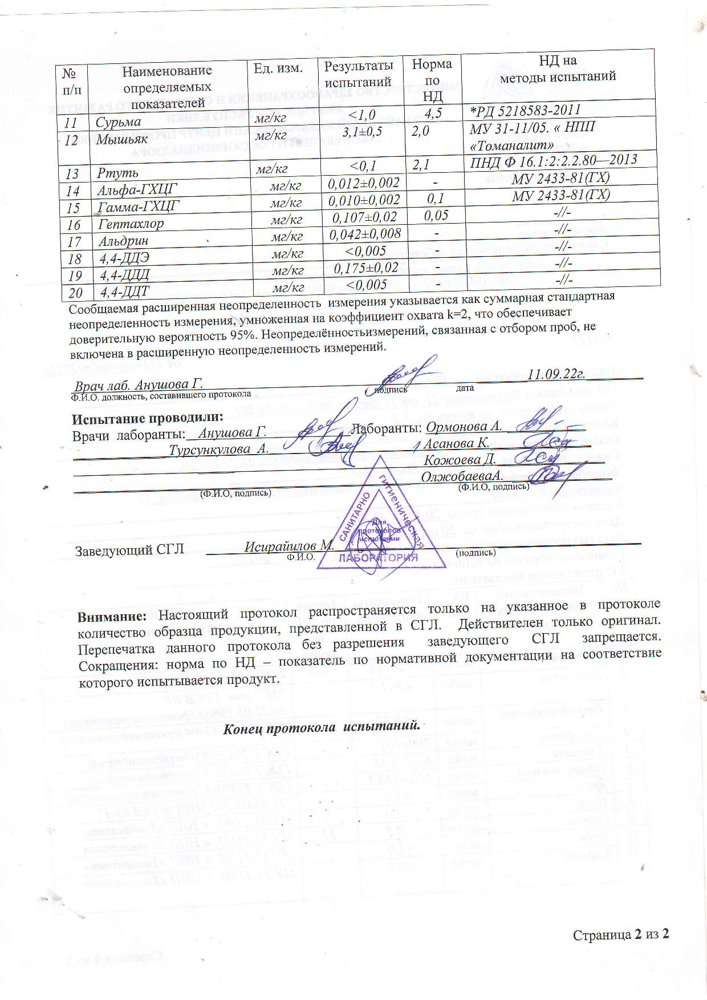 № п/п Наименование определяемых показателей Ед. изм. Результаты испытаний Норма по НД НД на методы испытаний
11 Сурьма мг/кг <1,0 4,5 *РД 5218583-2011
12 Мышьяк мг/кг 3,1±0,5 2,0 МУ 31-11/05. « НПП «Томаналит»
13 Ртуть мг/кг <0,1 2,1 ПНД Ф 16.1:2:2.2.80—2013
14 Альфа-ГХЦГ мг/кг 0,012±0,002 - МУ 2433-81(ГХ)
15 Гамма-ГХЦГ мг/кг 0,010±0,002 0,1 МУ 2433-81(ГХ)
16 Гептахлор мг/кг 0,107±0,02 0,05 -//-
17 Альдрин мг/кг 0,042±0,008 - -//-
18 4,4-ДДЭ мг/кг <0,005 - -//-
19 4,4-ДДД мг/кг 0,175±0,02 - -//-
20 4,4-ДДТ мг/кг <0,005 - -//-
Сообщаемая расширенная неопределенность измерения указывается как суммарная стандартная
неопределенность измерения, умноженная на коэффициент охвата k=2, что обеспечивает
доверительную вероятность 95%. Неопределённостьизмерений, связанная с отбором проб, не
включена в расширенную неопределенность измерений.
Врач лаб. Анушова Г. 11.09.22г.
Ф.И.О. должность, составившего протокола подпись дата
Испытание проводили:
Врачи лаборанты: Анушова Г. Лаборанты: Ормонова А.
Турсункулова А. Асанова К.
Кожоева Д.
ОлжобаеваА.
(Ф.И.О, подпись) (Ф.И.О, подпись)
САНИТАРНО ГИГИЕНИЧЕСКАЯ ЛАБОРАТОРИЯ
Для
протоколов
испытаний
Заведующий СГЛ Исирайилов М.
Ф.И.О. (подпись)
Внимание: Настоящий протокол распространяется только на указанное в протоколе
количество образца продукции, представленной в СГЛ. Действителен только оригинал.
Перепечатка данного протокола без разрешения заведующего СГЛ запрещается.
Сокращения: норма по НД – показатель по нормативной документации на соответствие
которого испытывается продукт.
Конец протокола испытаний.
Страница 2 из 2